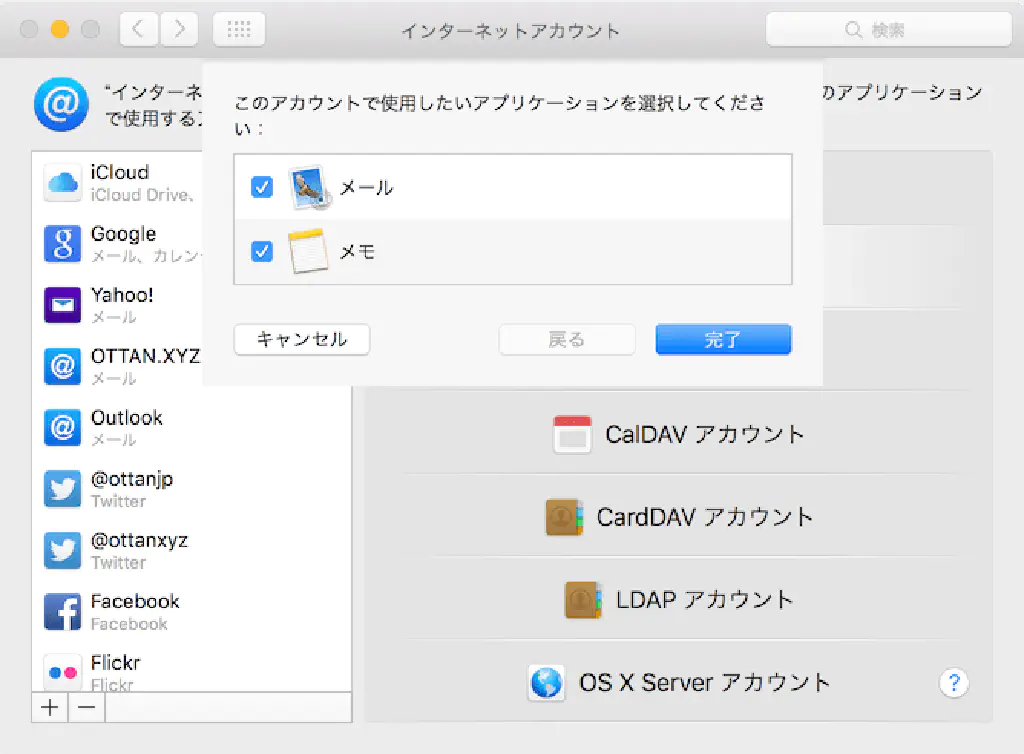 インターネットアカウント
検索
“インターネ
のアプリケーション
で使用する
このアカウントで使用したいアプリケーションを選択してくださ
い：
メール
メモ
キャンセル
戻る
完了
iCloud
iCloud Drive、
Google
メール、カレン
Yahoo!
メール
OTTAN.XYZ
メール
Outlook
メール
@ottanjp
Twitter
@ottanxyz
Twitter
Facebook
Facebook
Flickr
Flickr
CalDAV アカウント
CardDAV アカウント
LDAP アカウント
OS X Server アカウント
?